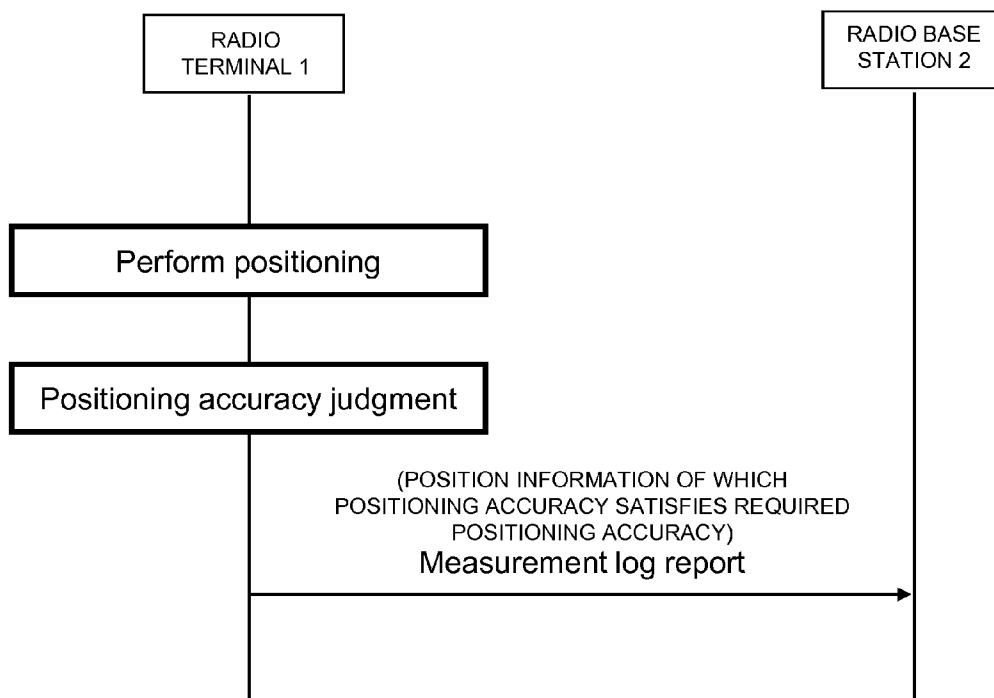 RADIO
TERMINAL 1
RADIO BASE
STATION 2
Perform positioning
Positioning accuracy judgment
(POSITION INFORMATION OF WHICH
POSITIONING ACCURACY SATISFIES REQUIRED
POSITIONING ACCURACY)
Measurement log report